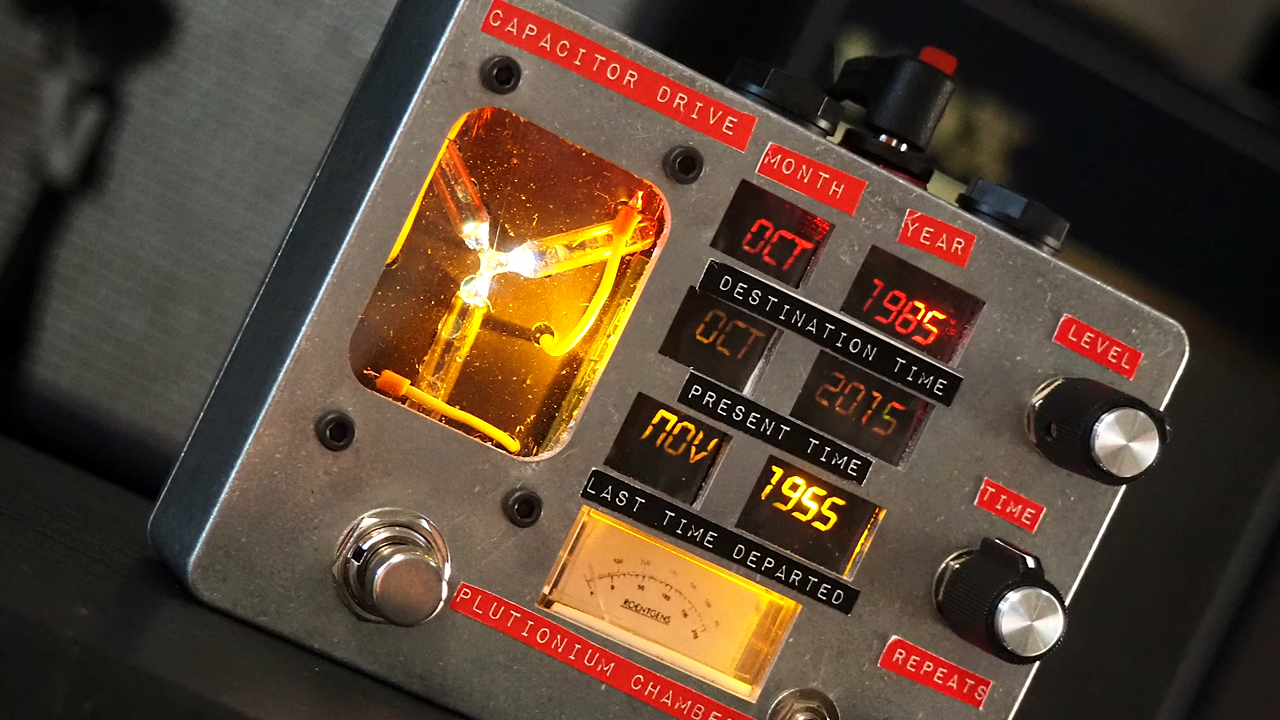 CAPACITOR DRIVE
MONTH
YEAR
OCT
1985
DESTINATION TIME
LEVEL
OCT
2015
PRESENT TIME
NOV
1955
LAST TIME DEPARTED
TIME
ROENTGENS
PLUTIONIUM CHAMBER
REPEATS